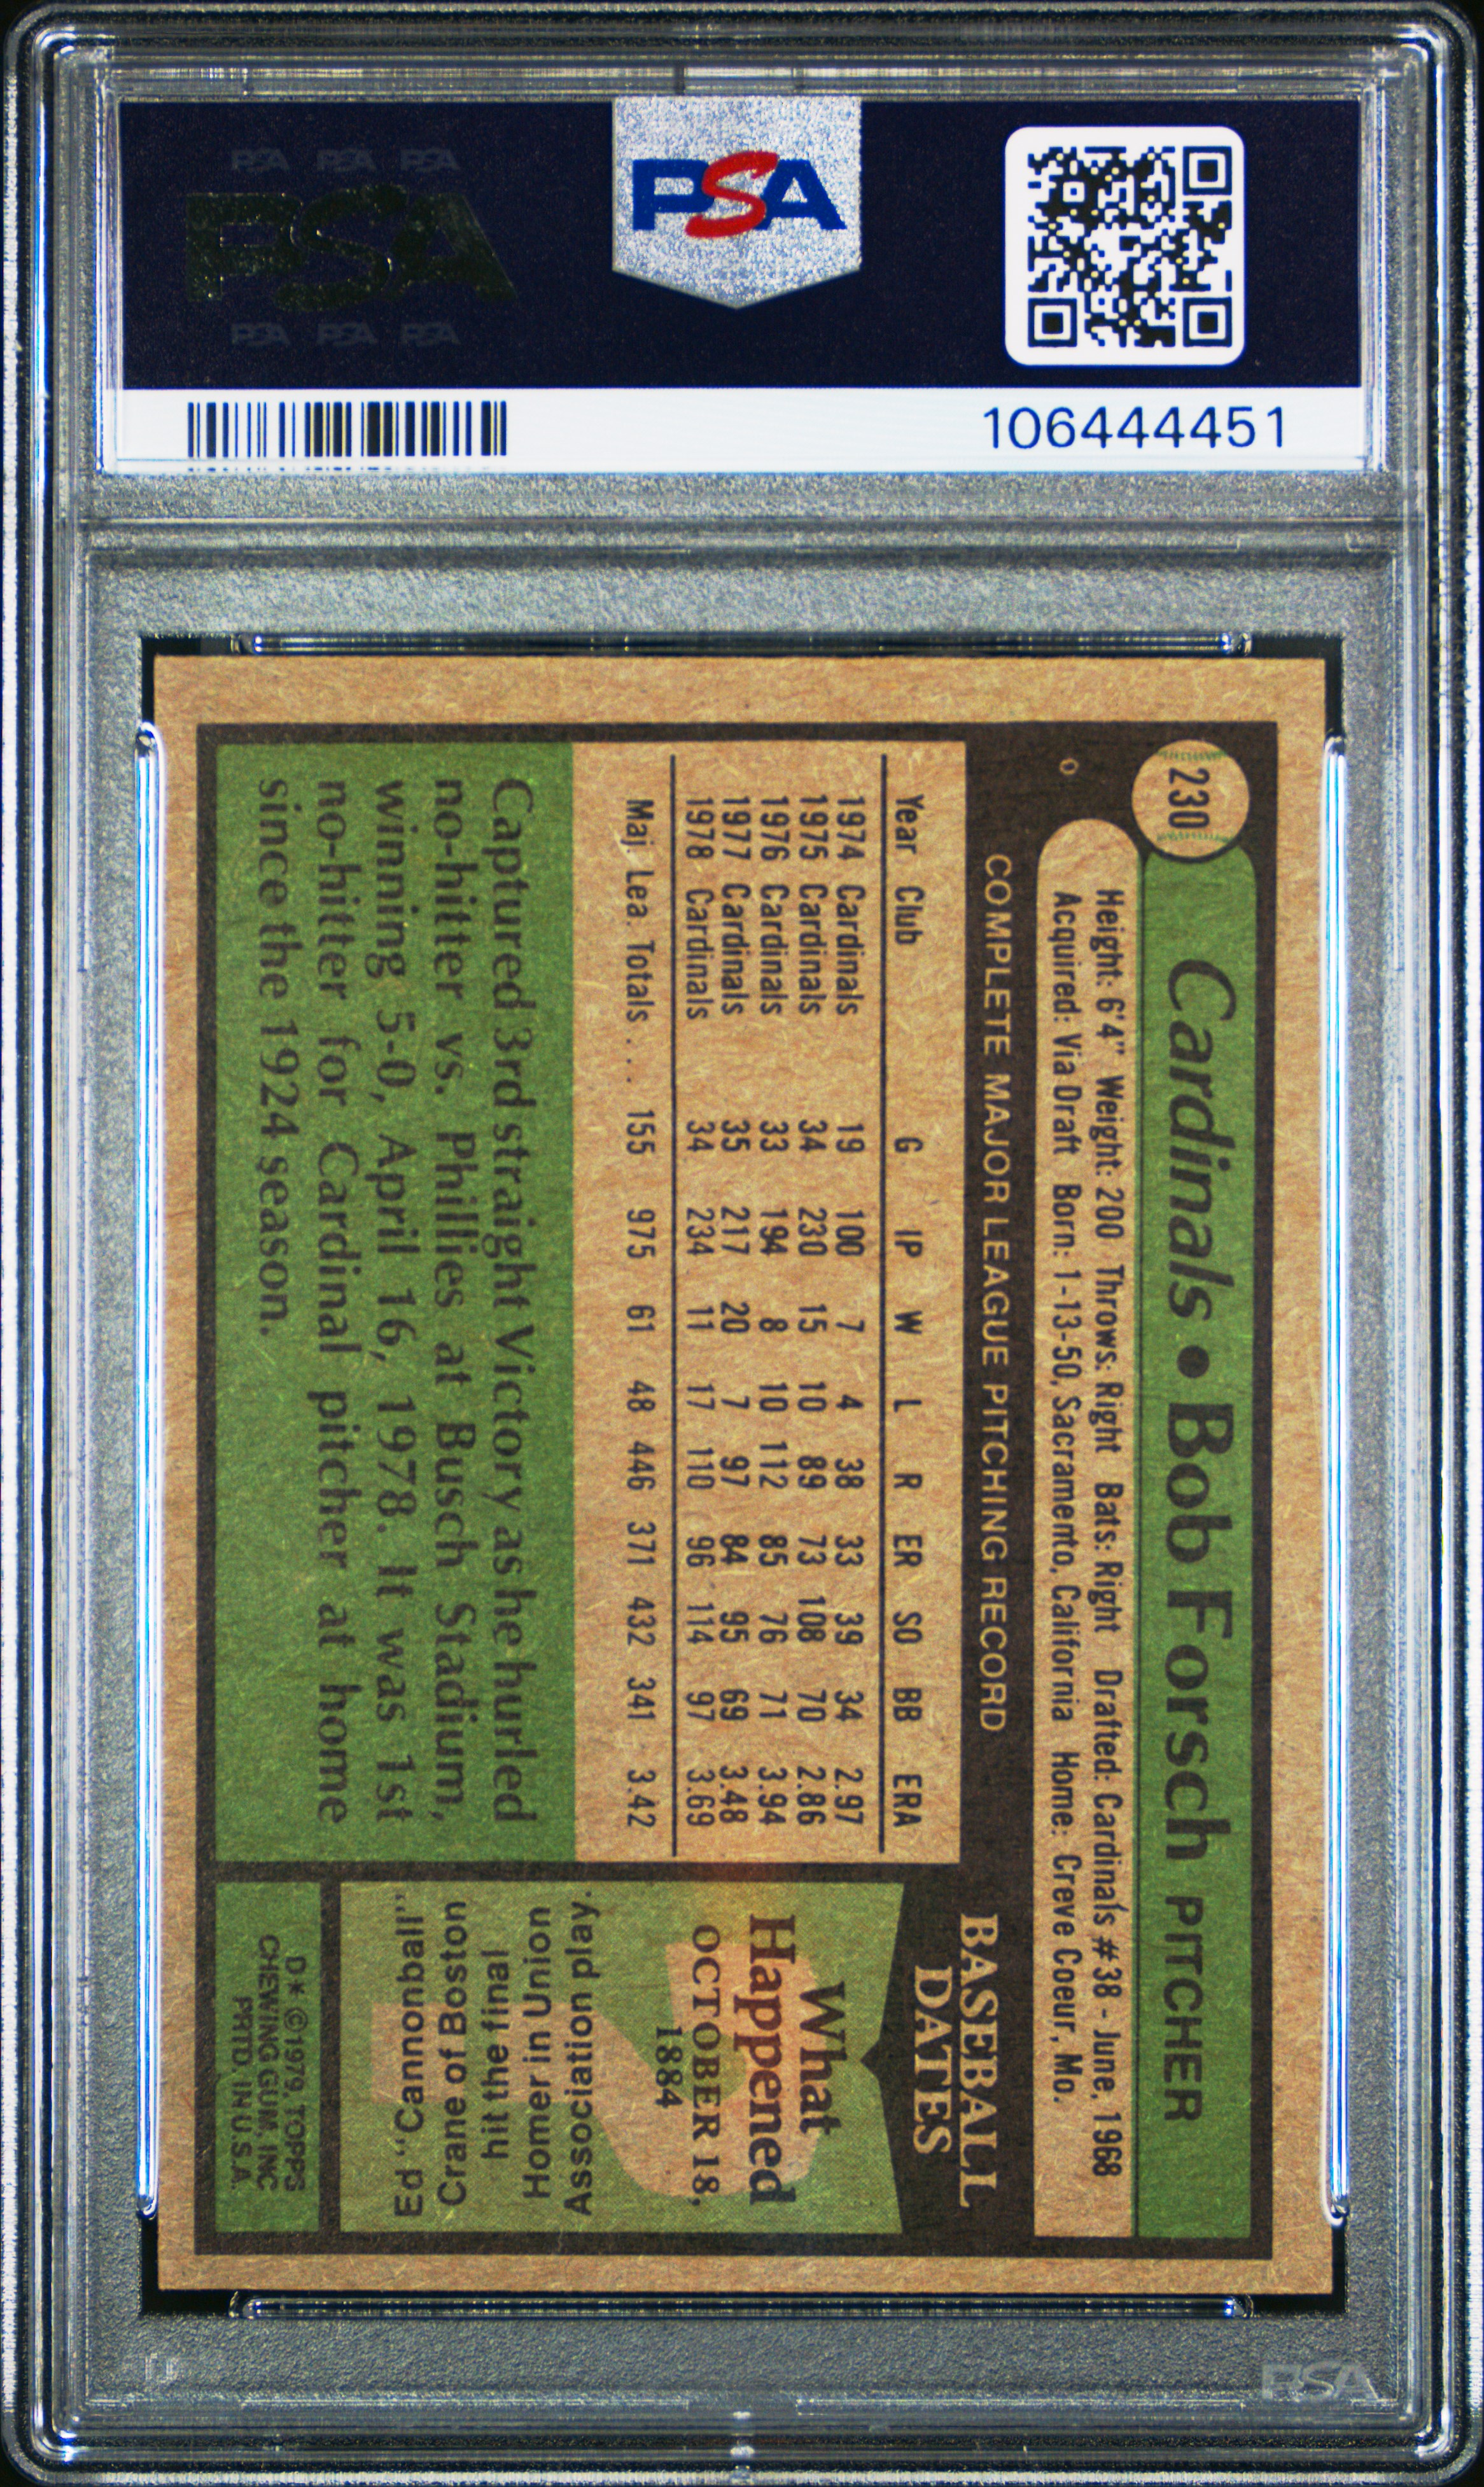 PSA PSA PSA
PSA
PSA PSA PSA
PSA
106444451
230
Cardinals • Bob Forsch PITCHER
Height: 6'4" Weight: 200 Throws: Right Bats: Right Drafted: Cardinals #38 - June, 1968
Acquired: Via Draft Born: 1-13-50, Sacramento, California Home: Creve Coeur, Mo.
COMPLETE MAJOR LEAGUE PITCHING RECORD
Year Club G IP W L R ER SO BB ERA
1974 Cardinals 19 100 7 4 38 33 39 34 2.97
1975 Cardinals 34 230 15 10 89 73 108 70 2.86
1976 Cardinals 33 194 8 10 112 85 76 71 3.94
1977 Cardinals 35 217 20 7 97 84 95 69 3.48
1978 Cardinals 34 234 11 17 110 96 114 97 3.69
Maj. Lea. Totals . . . 155 975 61 48 446 371 432 341 3.42
Captured 3rd straight Victory as he hurled
no-hitter vs. Phillies at Busch Stadium,
winning 5-0, April 16, 1978. It was 1st
no-hitter for Cardinal pitcher at home
since the 1924 season.
BASEBALL
DATES
What
Happened
OCTOBER 18,
1884
Ed "Cannonball"
Crane of Boston
hit the final
Homer in Union
Association play.
D* © 1979, TOPPS
CHEWING GUM, INC
PRTD. IN U.S.A.
PSA